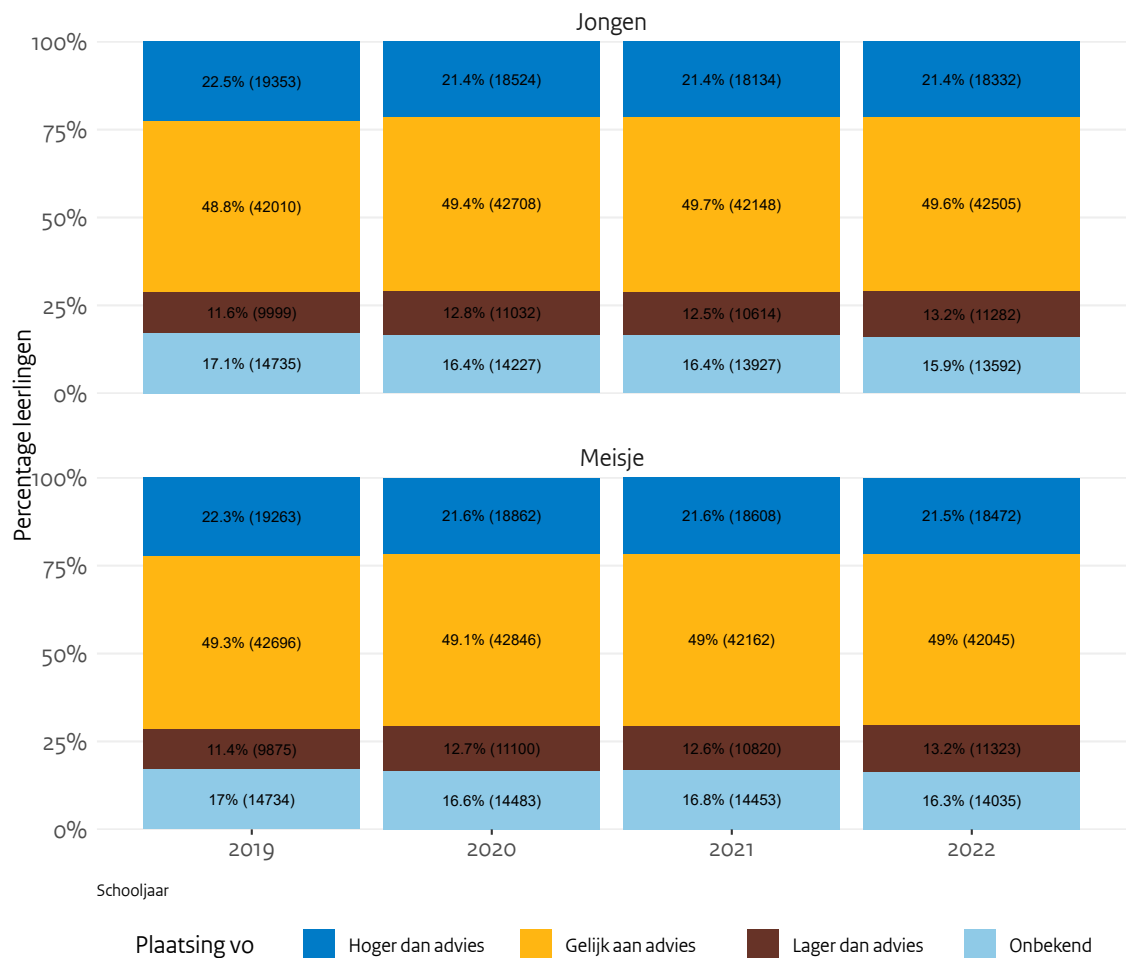 Jongen
100%
22.5% (19353) 21.4% (18524) 21.4% (18134) 21.4% (18332)
75%
48.8% (42010) 49.4% (42708) 49.7% (42148) 49.6% (42505)
50%
25%
11.6% (9999) 12.8% (11032) 12.5% (10614) 13.2% (11282)
17.1% (14735) 16.4% (14227) 16.4% (13927) 15.9% (13592)
0%
Percentage leerlingen
Meisje
100%
22.3% (19263) 21.6% (18862) 21.6% (18608) 21.5% (18472)
75%
49.3% (42696) 49.1% (42846) 49% (42162) 49% (42045)
50%
25%
11.4% (9875) 12.7% (11100) 12.6% (10820) 13.2% (11323)
17% (14734) 16.6% (14483) 16.8% (14453) 16.3% (14035)
0%
2019 2020 2021 2022
Schooljaar
Plaatsing vo Hoger dan advies Gelijk aan advies Lager dan advies Onbekend